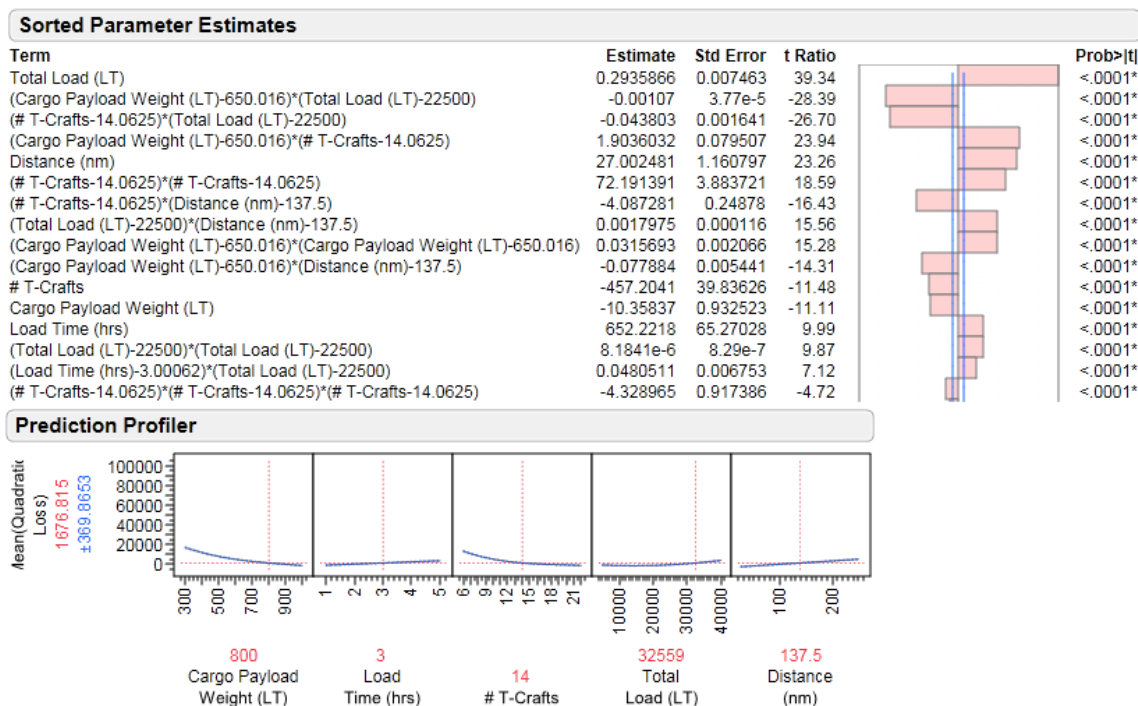 Sorted Parameter Estimates
Term Estimate Std Error t Ratio Prob>|t|
Total Load (LT) 0.2935866 0.007463 39.34 <.0001*
(Cargo Payload Weight (LT)-650.016)*(Total Load (LT)-22500) -0.00107 3.77e-5 -28.39 <.0001*
(# T-Crafts-14.0625)*(Total Load (LT)-22500) -0.043803 0.001641 -26.70 <.0001*
(Cargo Payload Weight (LT)-650.016)*(# T-Crafts-14.0625) 1.9036032 0.079507 23.94 <.0001*
Distance (nm) 27.002481 1.160797 23.26 <.0001*
(# T-Crafts-14.0625)*(# T-Crafts-14.0625) 72.191391 3.883721 18.59 <.0001*
(# T-Crafts-14.0625)*(Distance (nm)-137.5) -4.087281 0.24878 -16.43 <.0001*
(Total Load (LT)-22500)*(Distance (nm)-137.5) 0.0017975 0.000116 15.56 <.0001*
(Cargo Payload Weight (LT)-650.016)*(Cargo Payload Weight (LT)-650.016) 0.0315693 0.002066 15.28 <.0001*
(Cargo Payload Weight (LT)-650.016)*(Distance (nm)-137.5) -0.077884 0.005441 -14.31 <.0001*
# T-Crafts -457.2041 39.83626 -11.48 <.0001*
Cargo Payload Weight (LT) -10.35837 0.932523 -11.11 <.0001*
Load Time (hrs) 652.2218 65.27028 9.99 <.0001*
(Total Load (LT)-22500)*(Total Load (LT)-22500) 8.1841e-6 8.29e-7 9.87 <.0001*
(Load Time (hrs)-3.00062)*(Total Load (LT)-22500) 0.0480511 0.006753 7.12 <.0001*
(# T-Crafts-14.0625)*(# T-Crafts-14.0625)*(# T-Crafts-14.0625) -4.328965 0.917386 -4.72 <.0001*
Prediction Profiler
Mean(Quadratic
Loss)
1676.815
±369.8653
100000
80000
60000
40000
20000
0
300 500 700 900 1 2 3 4 5 6 9 12 15 18 21 10000 20000 30000 40000 100 200
800 3 14 32559 137.5
Cargo Payload Load # T-Crafts Total Distance
Weight (LT) Time (hrs) Load (LT) (nm)